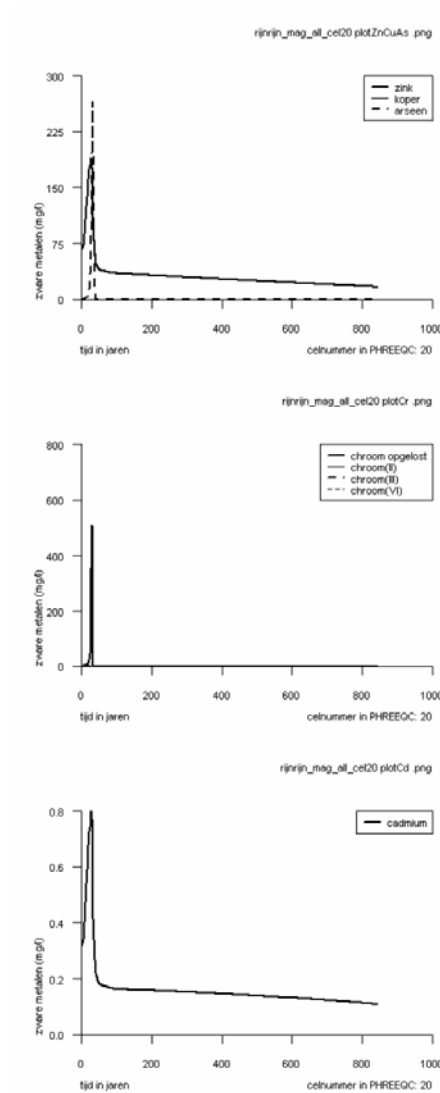 rijnrijn_mag_all_cel20 plotZnCuAs .png
zink
koper
arseen
300
225
150
75
0
zware metalen (mg/l)
0 200 400 600 800 1000
tijd in jaren celnummer in PHREEQC: 20
rijnrijn_mag_all_cel20 plotCr .png
chroom opgelost
chroom(II)
chroom(III)
chroom(VI)
800
600
400
200
0
zware metalen (mg/l)
0 200 400 600 800 1000
tijd in jaren celnummer in PHREEQC: 20
rijnrijn_mag_all_cel20 plotCd .png
cadmium
0.8
0.6
0.4
0.2
0.0
zware metalen (mg/l)
0 200 400 600 800 1000
tijd in jaren celnummer in PHREEQC: 20